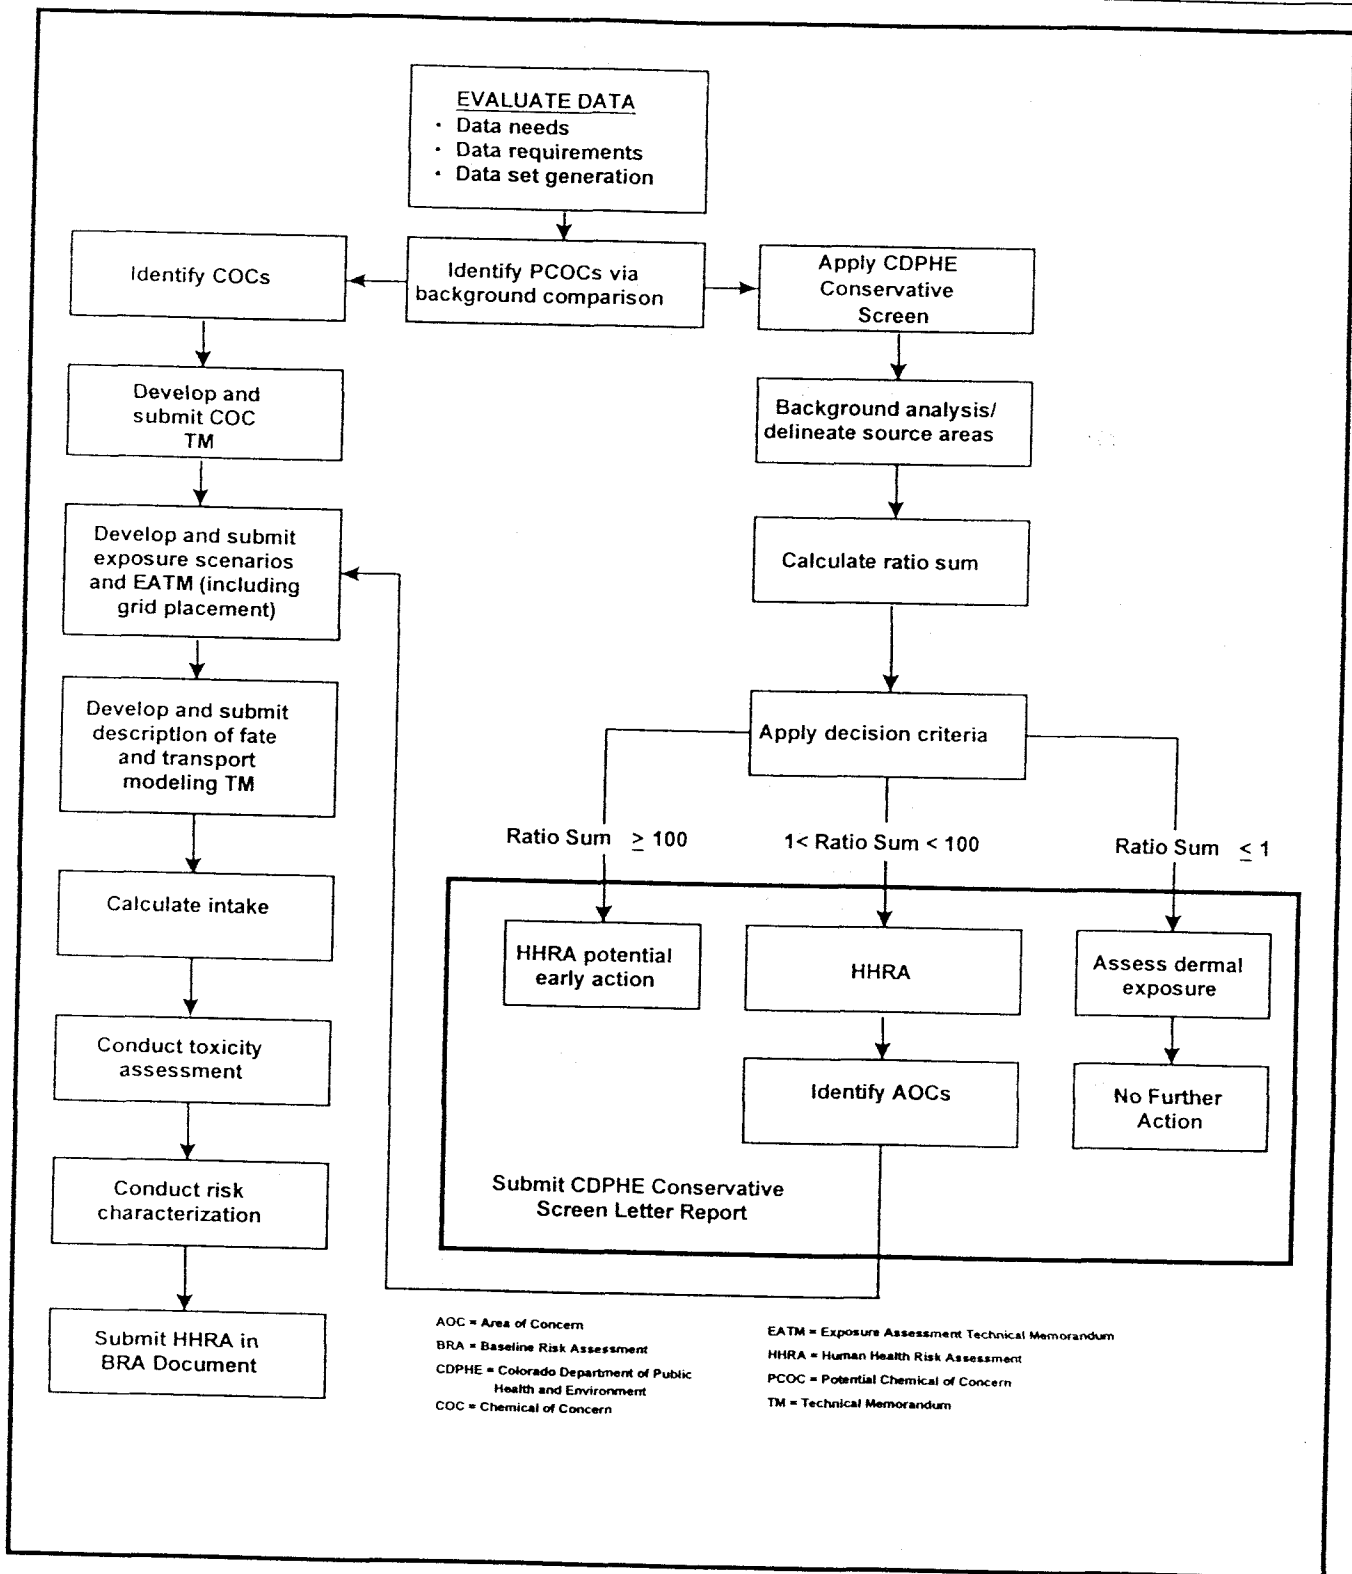 EVALUATE DATA
· Data needs
· Data requirements
· Data set generation
Identify COCs
Identify PCOCs via
background comparison
Apply CDPHE
Conservative
Screen
Develop and
submit COC
TM
Background analysis/
delineate source areas
Develop and submit
exposure scenarios
and EATM (including
grid placement)
Calculate ratio sum
Develop and submit
description of fate
and transport
modeling TM
Apply decision criteria
Ratio Sum ≥ 100
1< Ratio Sum < 100
Ratio Sum ≤ 1
Calculate intake
HHRA potential
early action
HHRA
Assess dermal
exposure
Conduct toxicity
assessment
Identify AOCs
No Further
Action
Conduct risk
characterization
Submit CDPHE Conservative
Screen Letter Report
Submit HHRA in
BRA Document
AOC = Area of Concern
BRA = Baseline Risk Assessment
CDPHE = Colorado Department of Public
Health and Environment
COC = Chemical of Concern
EATM = Exposure Assessment Technical Memorandum
HHRA = Human Health Risk Assessment
PCOC = Potential Chemical of Concern
TM = Technical Memorandum